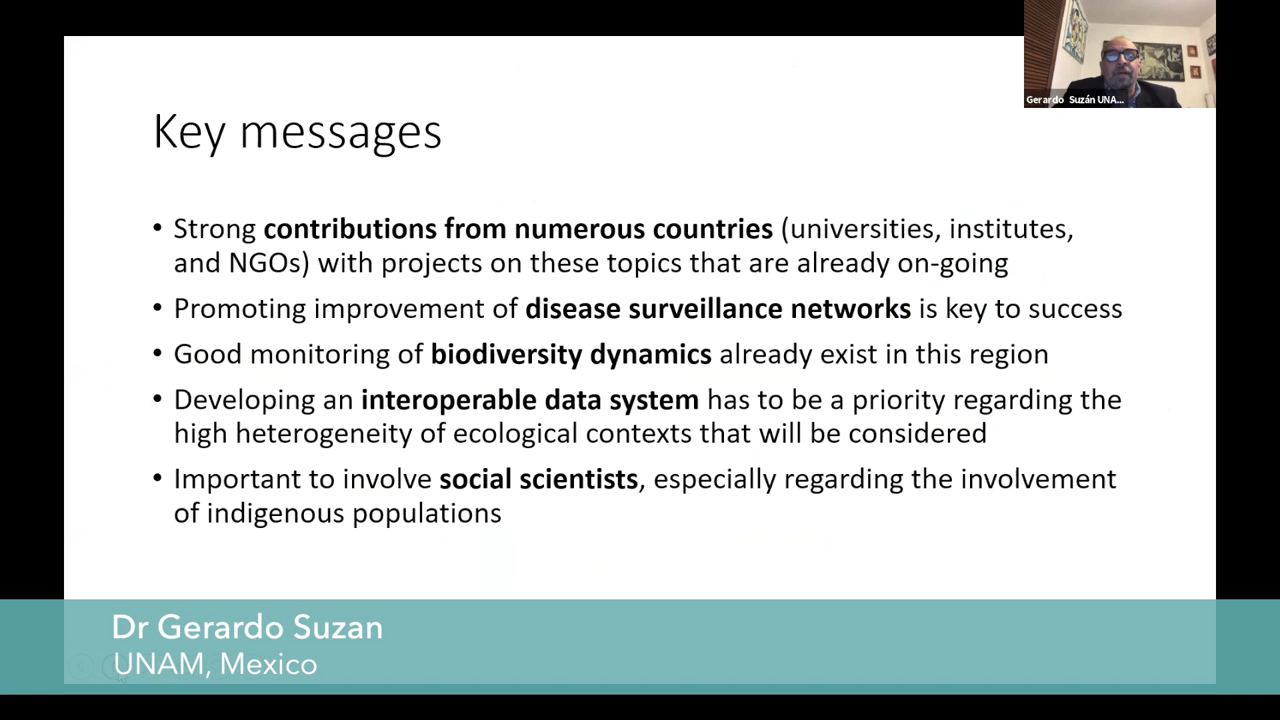 Gerardo Suzán UNA...
Key messages
• Strong contributions from numerous countries (universities, institutes,
and NGOs) with projects on these topics that are already on-going
• Promoting improvement of disease surveillance networks is key to success
• Good monitoring of biodiversity dynamics already exist in this region
• Developing an interoperable data system has to be a priority regarding the
high heterogeneity of ecological contexts that will be considered
• Important to involve social scientists, especially regarding the involvement
of indigenous populations
Dr Gerardo Suzan
UNAM, Mexico